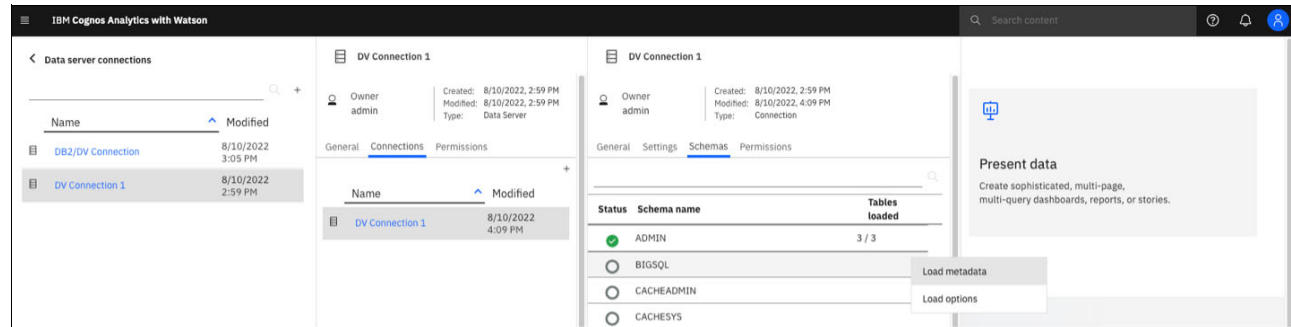 IBM Cognos Analytics with Watson
Search content
Data server connections
Name Modified
DB2/DV Connection 8/10/2022
3:05 PM
DV Connection 1 8/10/2022
2:59 PM
DV Connection 1
Owner
admin
Created: 8/10/2022, 2:59 PM
Modified: 8/10/2022, 2:59 PM
Type: Data Server
General Connections Permissions
Name Modified
DV Connection 1 8/10/2022
4:09 PM
DV Connection 1
Owner
admin
Created: 8/10/2022, 2:59 PM
Modified: 8/10/2022, 4:09 PM
Type: Connection
General Settings Schemas Permissions
Status Schema name Tables
loaded
ADMIN 3 / 3
BIGSQL
CACHEADMIN
CACHESYS
Load metadata
Load options
Present data
Create sophisticated, multi-page,
multi-query dashboards, reports, or stories.